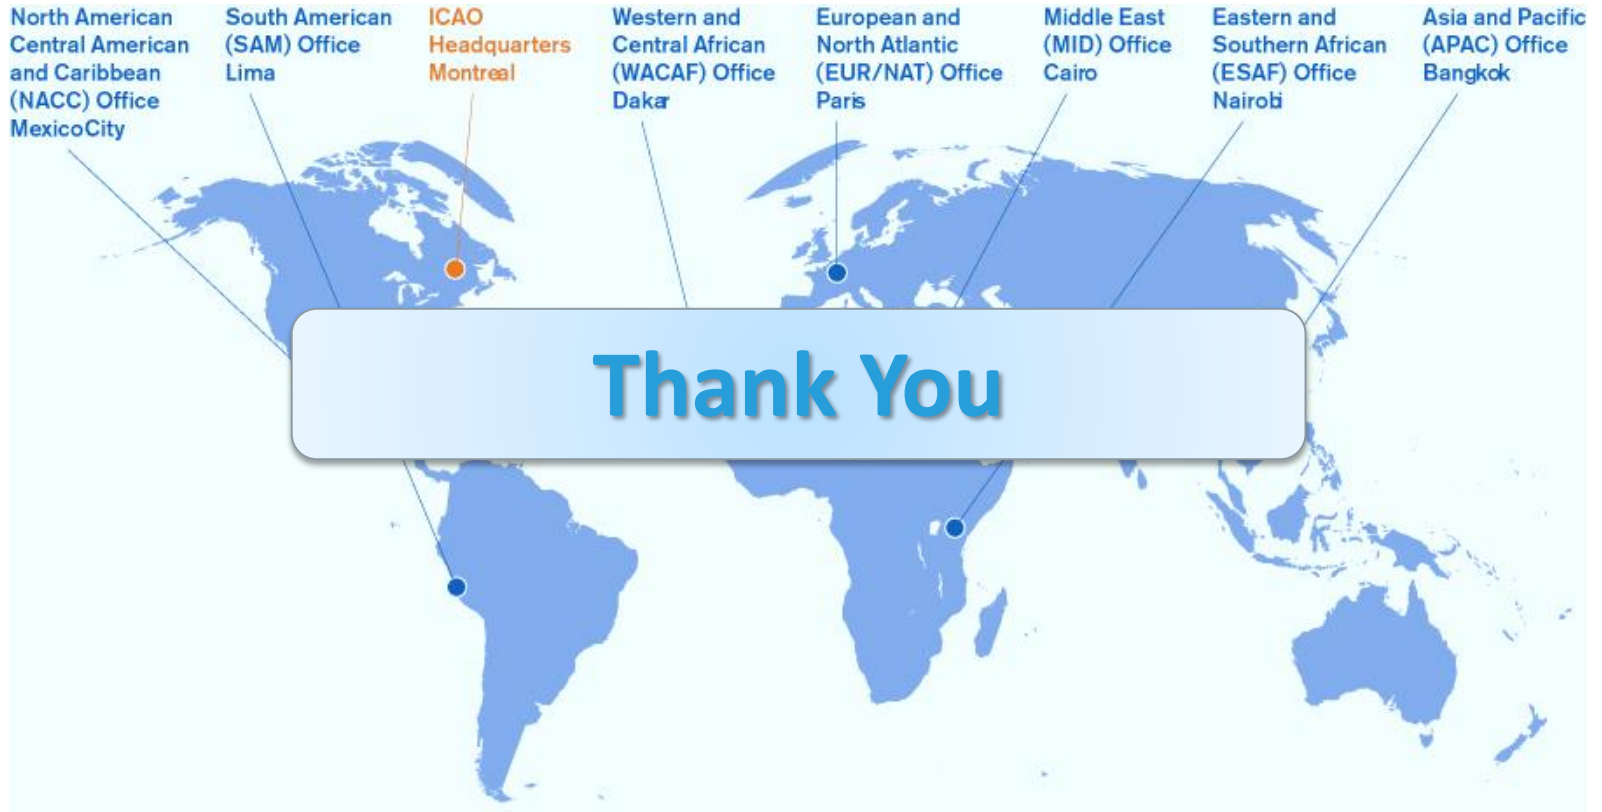 North American
Central American
and Caribbean
(NACC) Office
MexicoCity
South American
(SAM) Office
Lima
ICAO
Headquarters
Montreal
Western and
Central African
(WACAF) Office
Dakar
European and
North Atlantic
(EUR/NAT) Office
Paris
Middle East
(MID) Office
Cairo
Eastern and
Southern African
(ESAF) Office
Nairobi
Asia and Pacific
(APAC) Office
Bangkok
Thank You